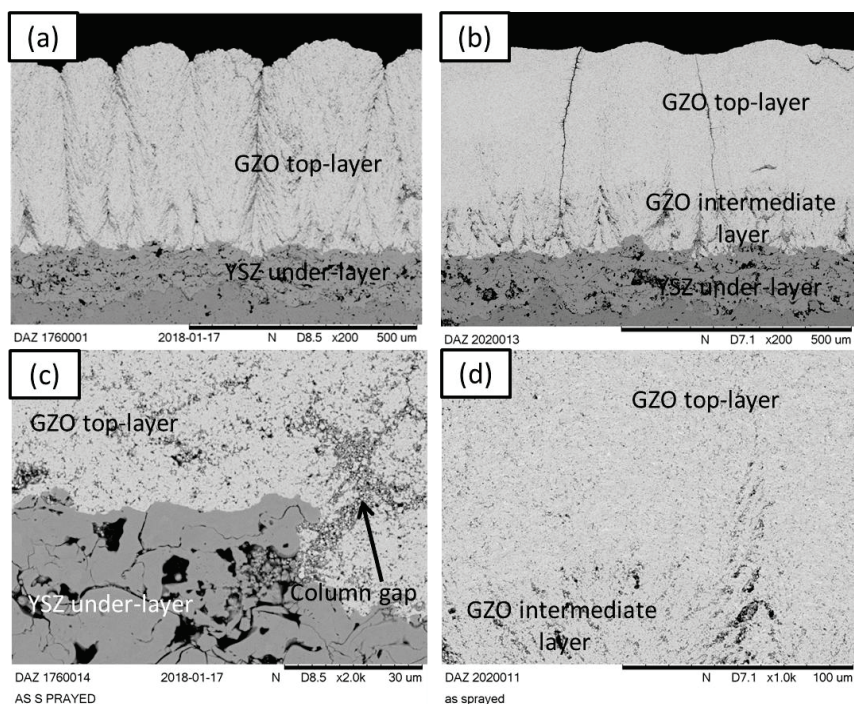 (a)
GZO top-layer
YSZ under-layer
DAZ 1760001 2018-01-17 N D8.5 x200 500 um
(b)
GZO top-layer
GZO intermediate
layer
YSZ under-layer
DAZ 2020013 N D7.1 x200 500 um
(c)
GZO top-layer
Column gap
YSZ under-layer
DAZ 1760014 2018-01-17 N D8.5 x2.0k 30 um
AS S PRAYED
(d)
GZO top-layer
GZO intermediate
layer
DAZ 2020011 N D7.1 x1.0k 100 um
as sprayed